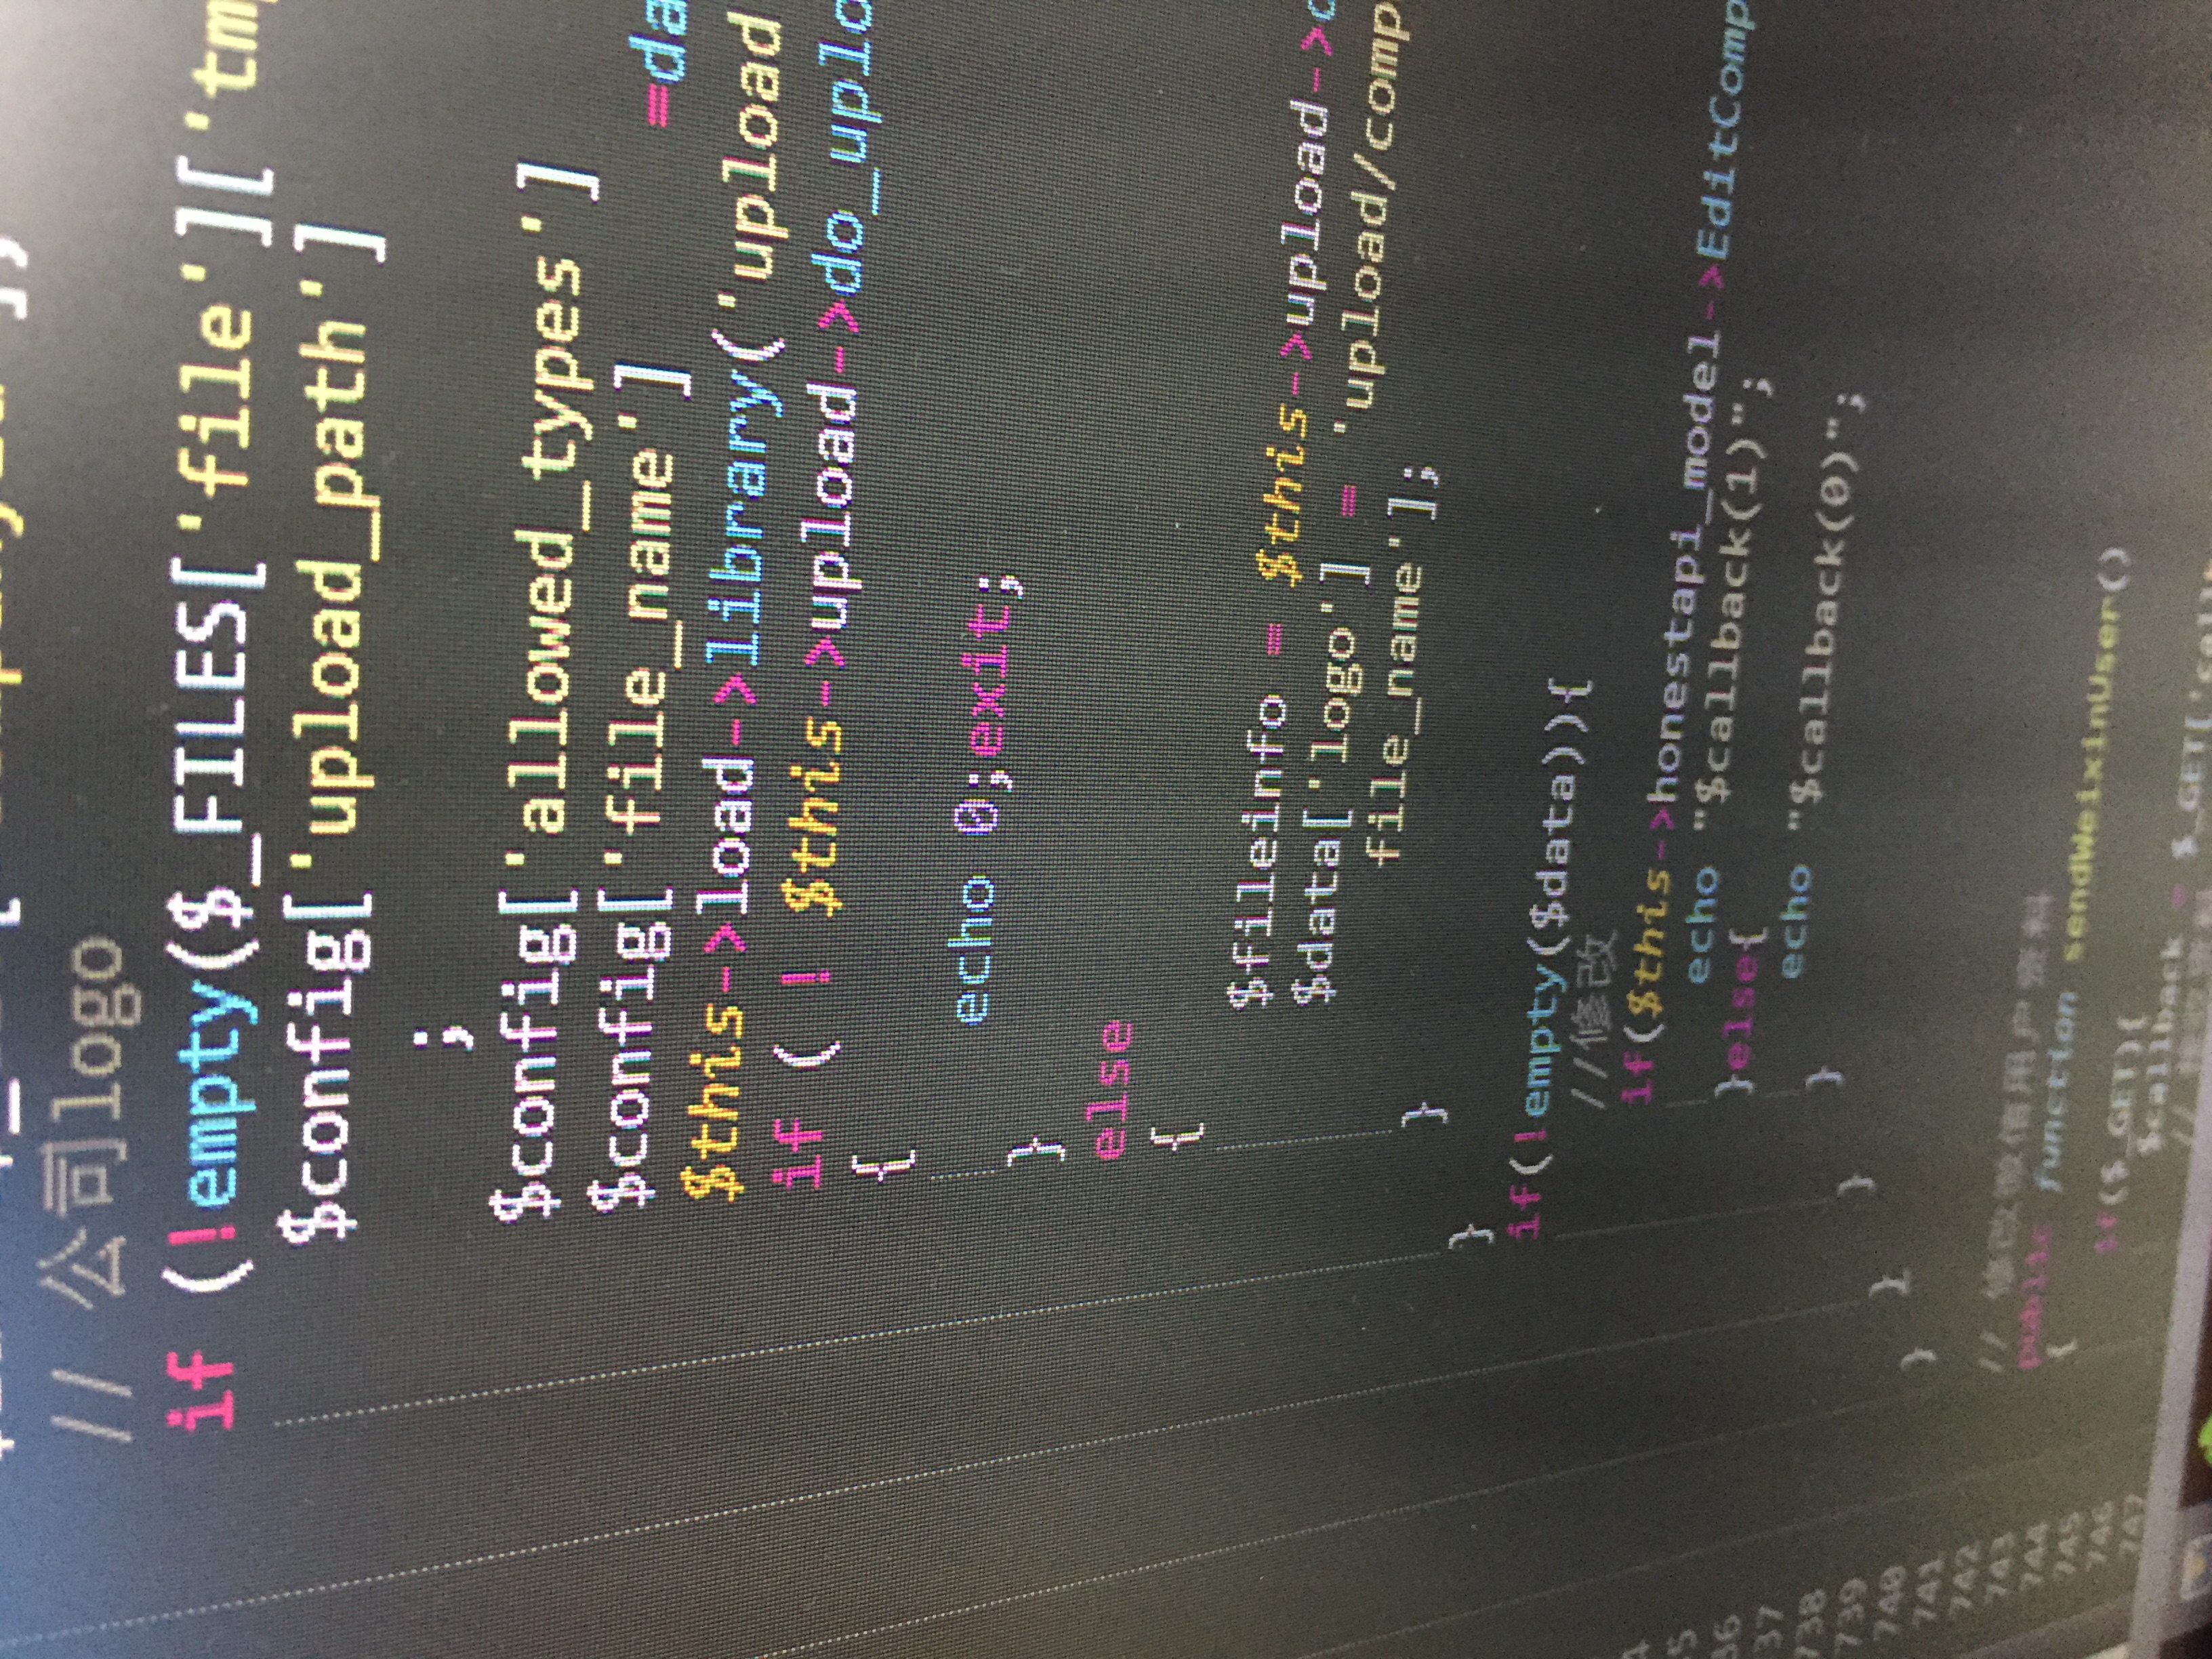 // 公司logo
if (!empty($_FILES['file']['tm
$config['upload_path']
;
$config['allowed_types']
$config['file_name'] =da
$this->load->library('upload
if ( ! $this->upload->do_uplo
{
echo 0;exit;
}
else
{
$fileinfo = $this->upload->
$data['logo'] = 'upload/comp
file_name'];
}
}
if(!empty($data)){
//修改
if($this->honestapi_model->EditComp
echo "$callback(1)";
}else{
echo "$callback(0)";
}
}
}
}
// 修改微信用户资料
public function sendWeixinUser()
{
if($_GET){
$callback = $_GET['callb
737
738
739
740
741
742
743
744
745
746
747